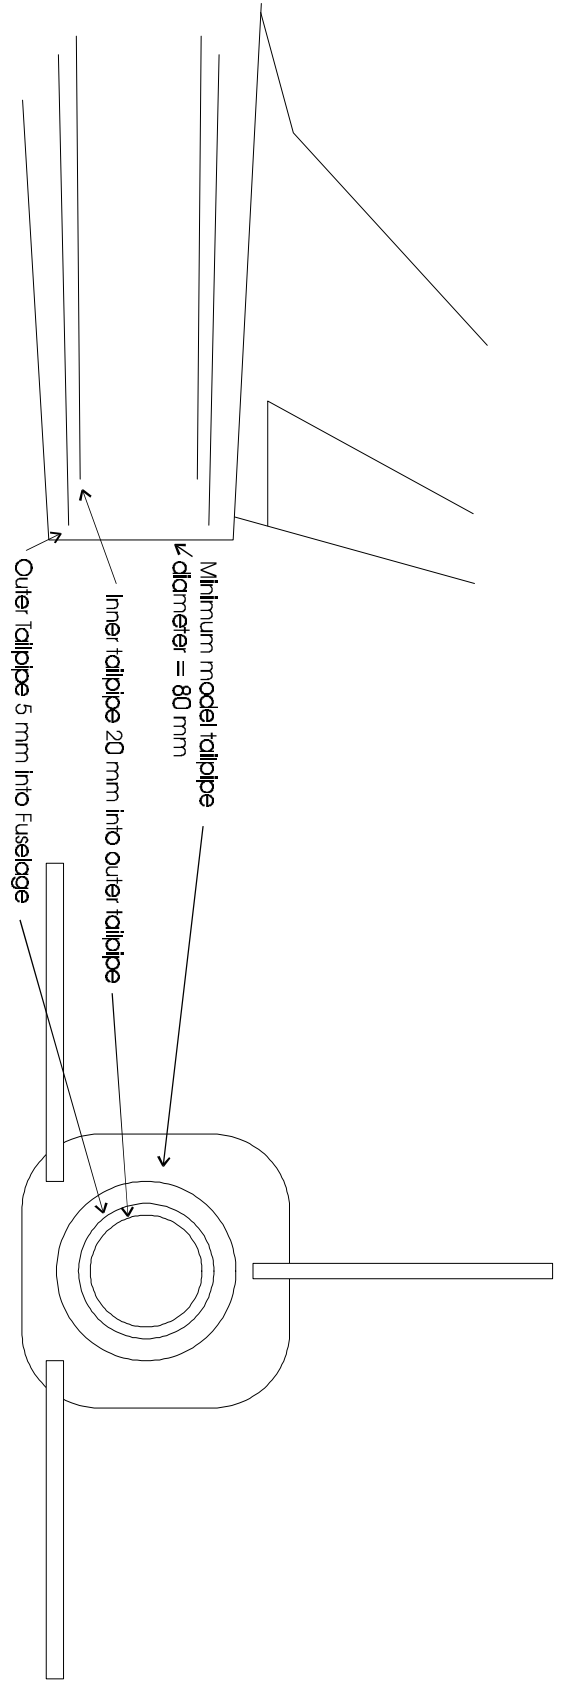 Minimum model tailpipe
diameter = 80 mm
Inner tailpipe 20 mm into outer tailpipe
Outer Tailpipe 5 mm into Fuselage